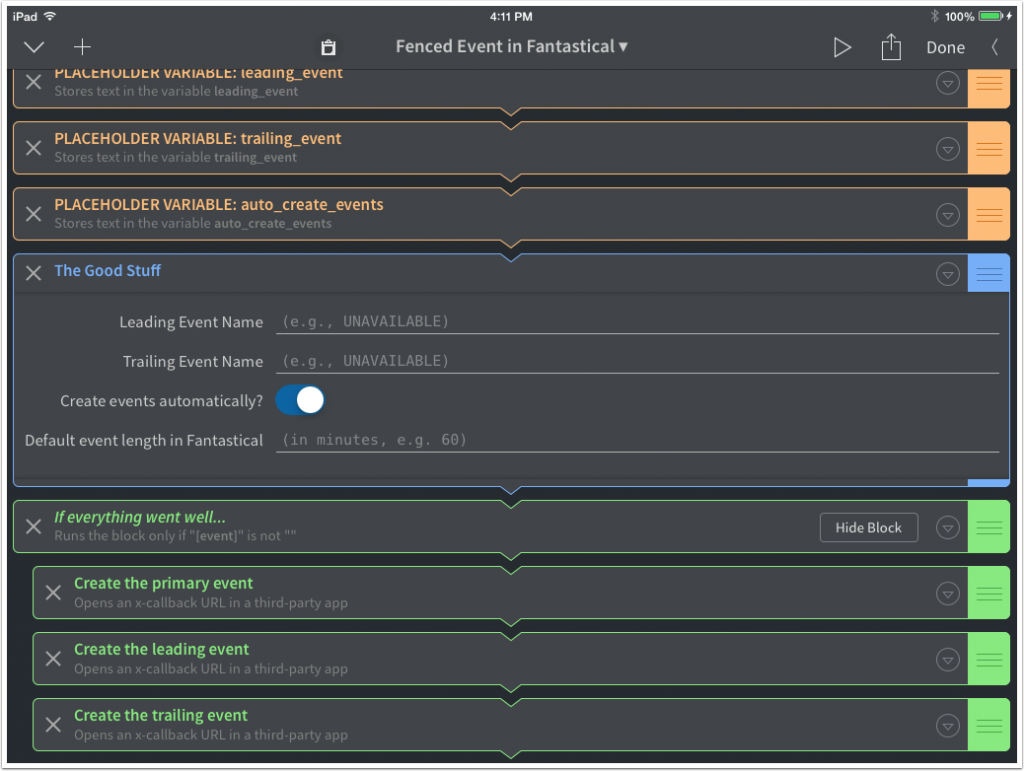 iPad 4:11 PM 100%
Fenced Event in Fantastical ▾ Done
PLACEHOLDER VARIABLE: leading_event
Stores text in the variable leading_event
PLACEHOLDER VARIABLE: trailing_event
Stores text in the variable trailing_event
PLACEHOLDER VARIABLE: auto_create_events
Stores text in the variable auto_create_events
The Good Stuff
Leading Event Name (e.g., UNAVAILABLE)
Trailing Event Name (e.g., UNAVAILABLE)
Create events automatically?
Default event length in Fantastical (in minutes, e.g. 60)
If everything went well...
Runs the block only if "[event]" is not ""
Hide Block
Create the primary event
Opens an x-callback URL in a third-party app
Create the leading event
Opens an x-callback URL in a third-party app
Create the trailing event
Opens an x-callback URL in a third-party app